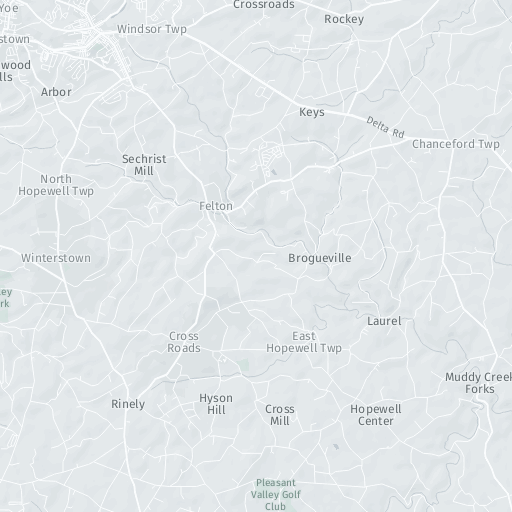 Crossroads
Yoe
Rockey
Windsor Twp
stown
wood
lls
Arbor
Keys
Delta Rd
Chanceford Twp
Sechrist
Mill
North
Hopewell Twp
Felton
Winterstown
Brogueville
ey
rk
Laurel
Cross
Roads
East
Hopewell Twp
Muddy Creek
Forks
Hyson
Hill
Rinely
Cross
Mill
Hopewell
Center
Pleasant
Valley Golf
Club